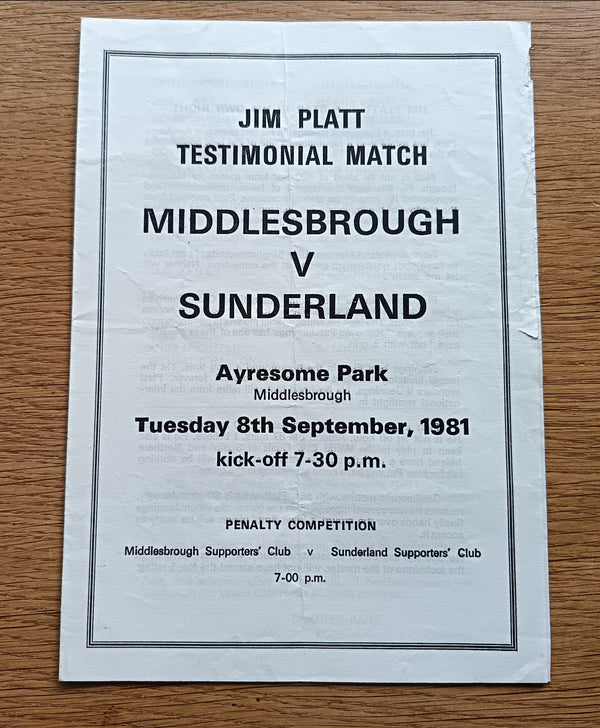 JIM PLATT
TESTIMONIAL MATCH
MIDDLESBROUGH
V
SUNDERLAND
Ayresome Park
Middlesbrough
Tuesday 8th September, 1981
kick-off 7-30 p.m.
PENALTY COMPETITION
Middlesbrough Supporters' Club v Sunderland Supporters' Club
7-00 p.m.